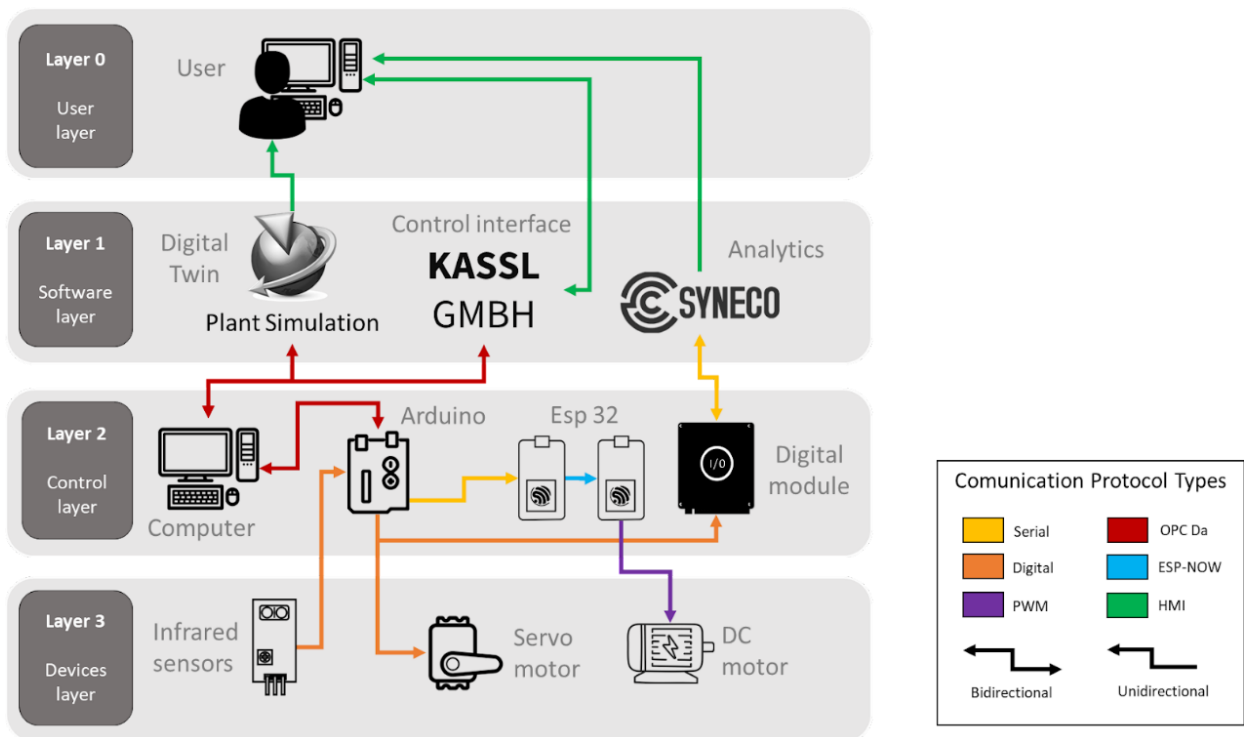 Layer 0
User
layer
User
Layer 1
Software
layer
Digital
Twin
Plant Simulation
Control interface
KASSL
GMBH
Analytics
SYNECO
Layer 2
Control
layer
Computer
Arduino
Esp 32
I/O
Digital
module
Layer 3
Devices
layer
Infrared
sensors
Servo
motor
DC
motor
Comunication Protocol Types
Serial
OPC Da
Digital
ESP-NOW
PWM
HMI
Bidirectional
Unidirectional